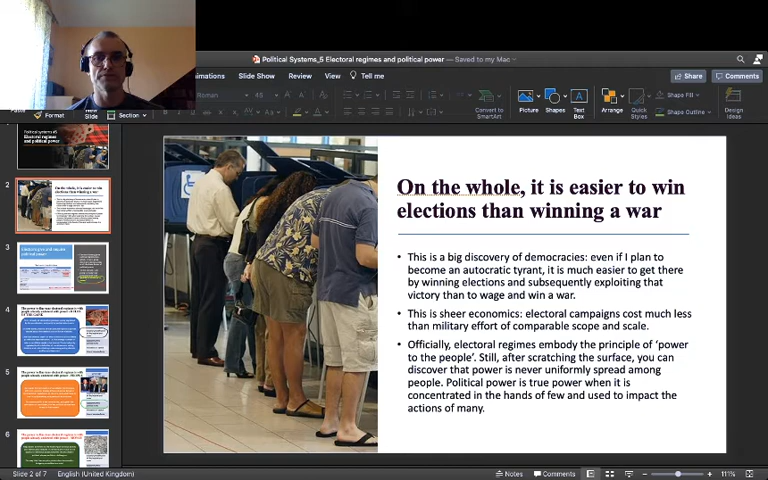 Political Systems_5 Electoral regimes and political power — Saved to my Mac
Slide Show
Review
View
Tell me
Share
Comments
Format
Section
Convert to
SmartArt
Picture
Shapes
Text
Box
Arrange
Quick
Styles
Shape Fill
Shape Outline
Design
Ideas
2
3
4
5
6
On the whole, it is easier to win
elections than winning a war
• This is a big discovery of democracies: even if I plan to
become an autocratic tyrant, it is much easier to get there
by winning elections and subsequently exploiting that
victory than to wage and win a war.
• This is sheer economics: electoral campaigns cost much less
than military effort of comparable scope and scale.
• Officially, electoral regimes embody the principle of ‘power
to the people’. Still, after scratching the surface, you can
discover that power is never uniformly spread among
people. Political power is true power when it is
concentrated in the hands of few and used to impact the
actions of many.
Slide 2 of 7
English (United Kingdom)
Notes
Comments
111%